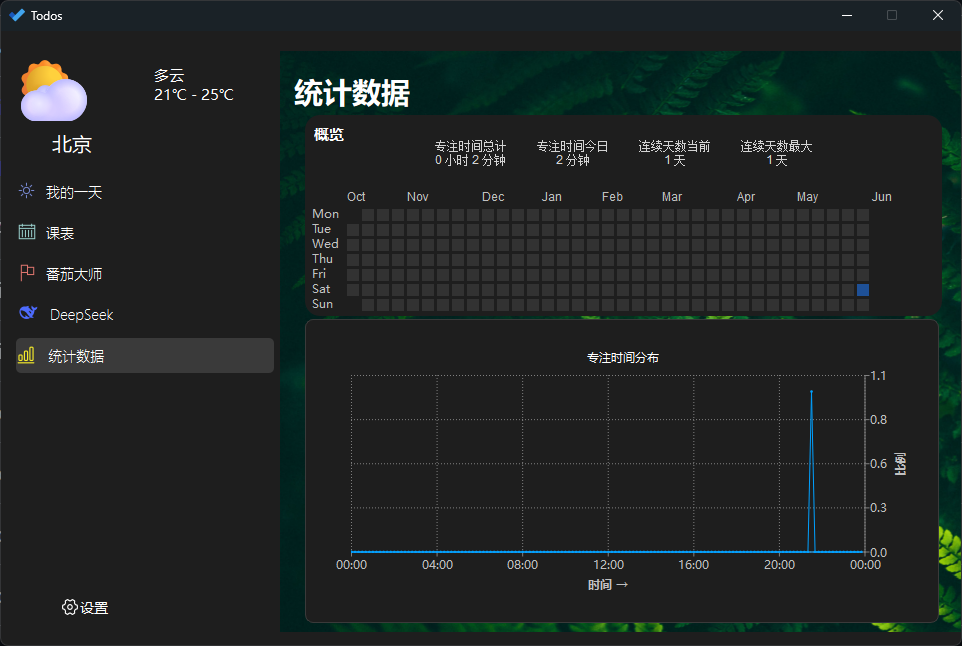 Todos
多云
21℃ - 25℃
北京
我的一天
课表
番茄大师
DeepSeek
统计数据
设置
统计数据
概览
专注时间总计 专注时间今日 连续天数当前 连续天数最大
0 小时 2 分钟 2 分钟 1 天 1 天
Oct Nov Dec Jan Feb Mar Apr May Jun
Mon
Tue
Wed
Thu
Fri
Sat
Sun
专注时间分布
1.1
0.8
0.6
0.3
0.0
比例
00:00 04:00 08:00 12:00 16:00 20:00 00:00
时间 →